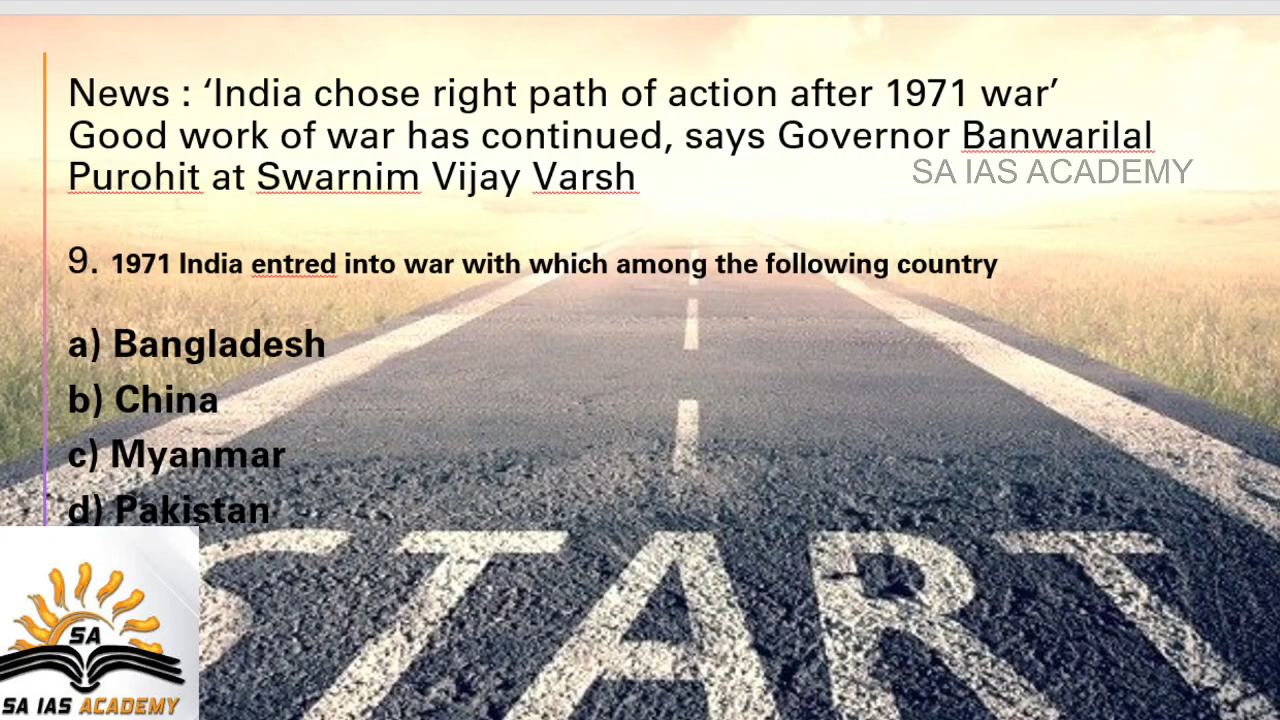 News : ‘India chose right path of action after 1971 war’
Good work of war has continued, says Governor Banwarilal
Purohit at Swarnim Vijay Varsh
SA IAS ACADEMY
9. 1971 India entred into war with which among the following country
a) Bangladesh
b) China
c) Myanmar
d) Pakistan
START
SA
SA IAS ACADEMY